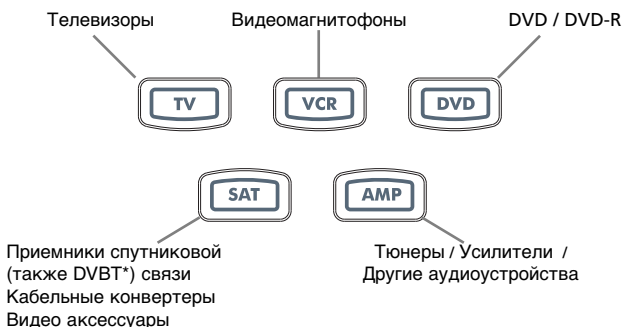 Телевизоры
Видеомагнитофоны
DVD / DVD-R
TV
VCR
DVD
SAT
AMP
Приемники спутниковой
(также DVBT*) связи
Кабельные конвертеры
Видео аксессуары
Тюнеры / Усилители /
Другие аудиоустройства